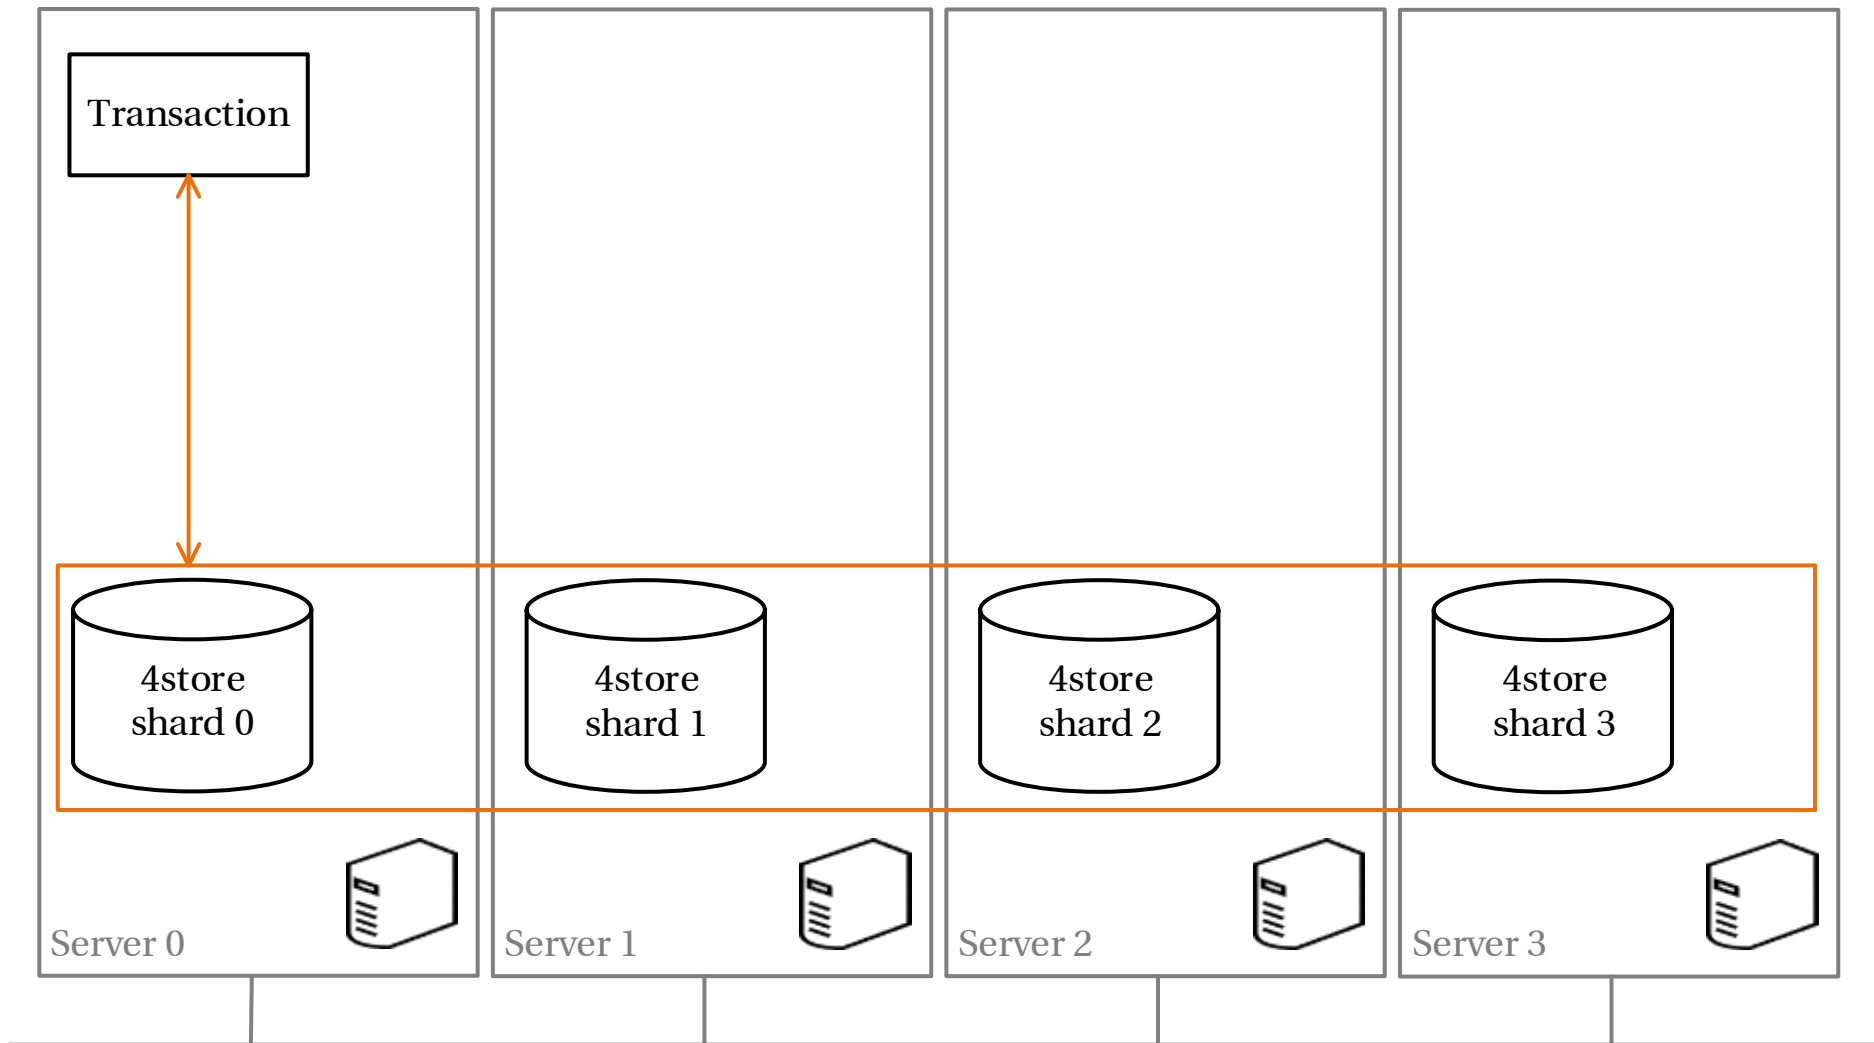 Transaction
4store
shard 0
4store
shard 1
4store
shard 2
4store
shard 3
Server 0
Server 1
Server 2
Server 3